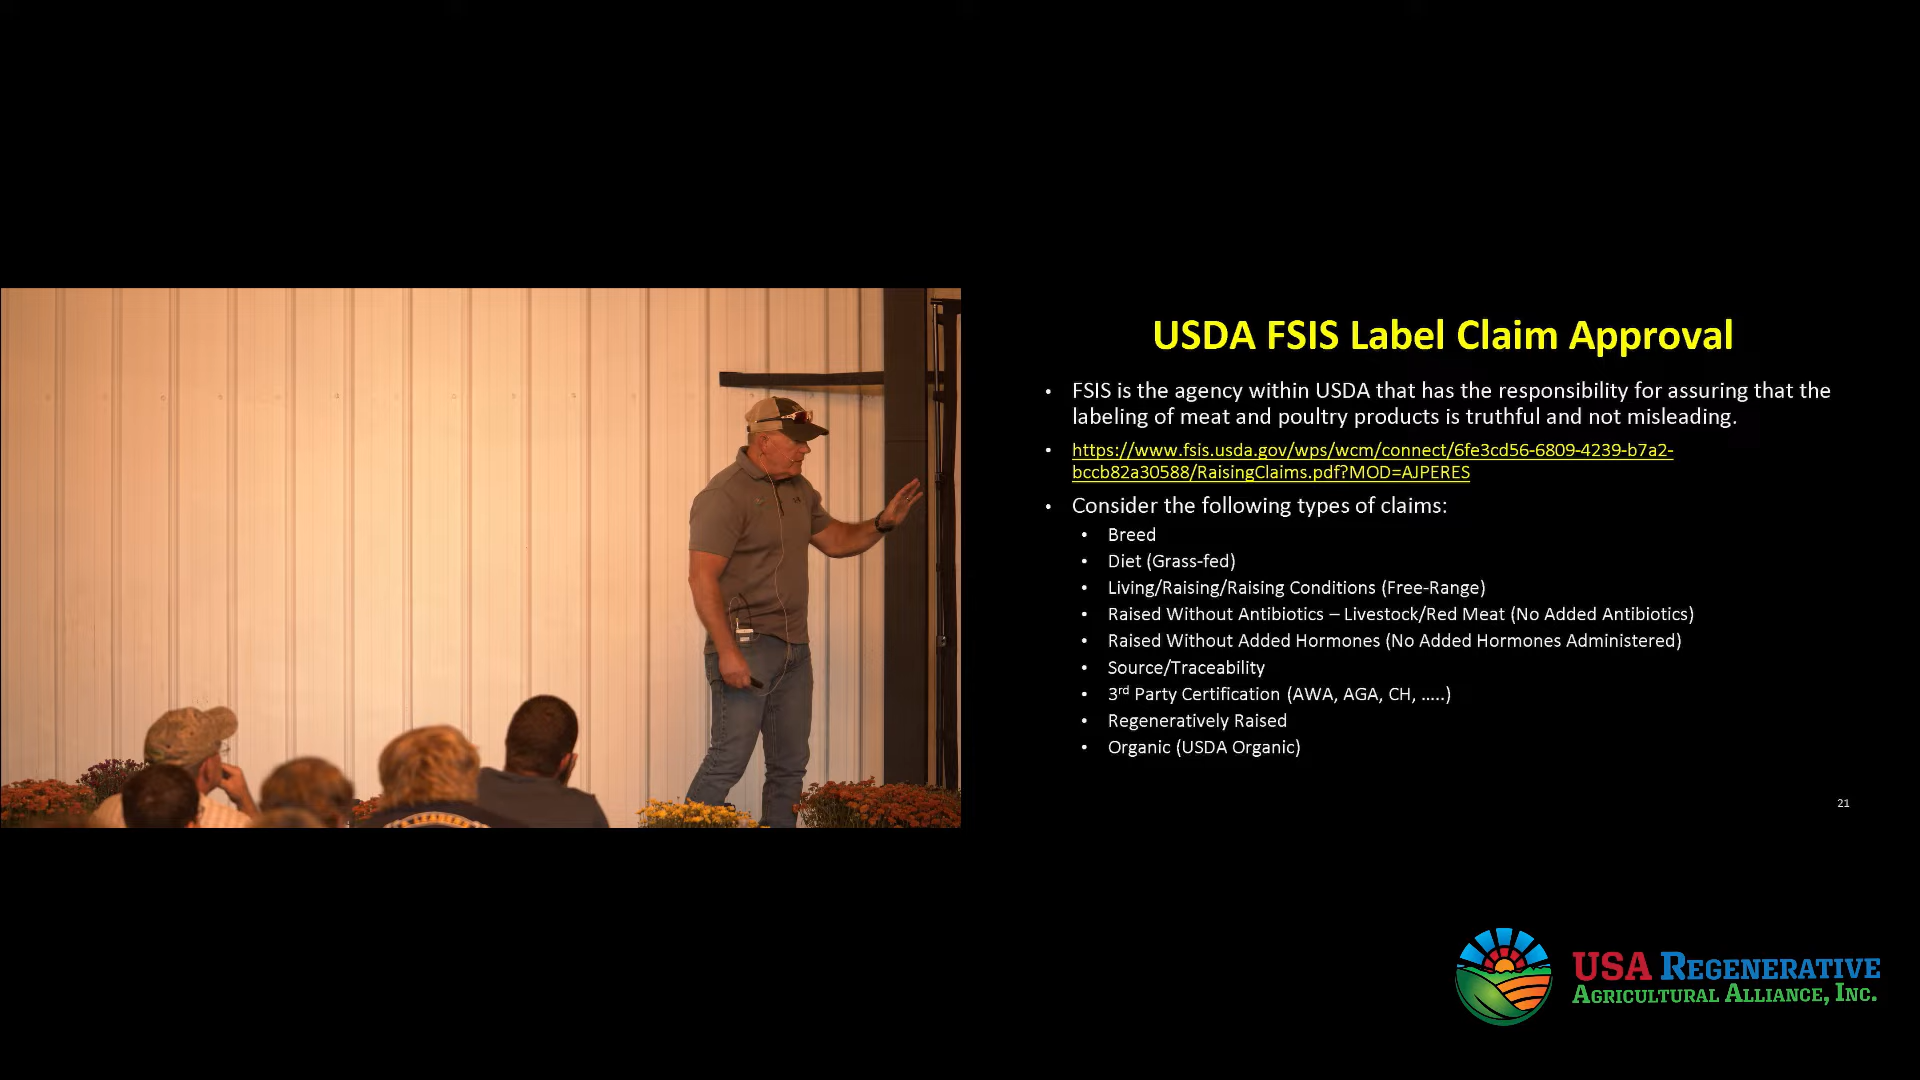 USDA FSIS Label Claim Approval
• FSIS is the agency within USDA that has the responsibility for assuring that the
labeling of meat and poultry products is truthful and not misleading.
• https://www.fsis.usda.gov/wps/wcm/connect/6fe3cd56-6809-4239-b7a2-
bccb82a30588/RaisingClaims.pdf?MOD=AJPERES
• Consider the following types of claims:
• Breed
• Diet (Grass-fed)
• Living/Raising/Raising Conditions (Free-Range)
• Raised Without Antibiotics – Livestock/Red Meat (No Added Antibiotics)
• Raised Without Added Hormones (No Added Hormones Administered)
• Source/Traceability
• 3rd Party Certification (AWA, AGA, CH, …..)
• Regeneratively Raised
• Organic (USDA Organic)
21
USA REGENERATIVE
AGRICULTURAL ALLIANCE, INC.